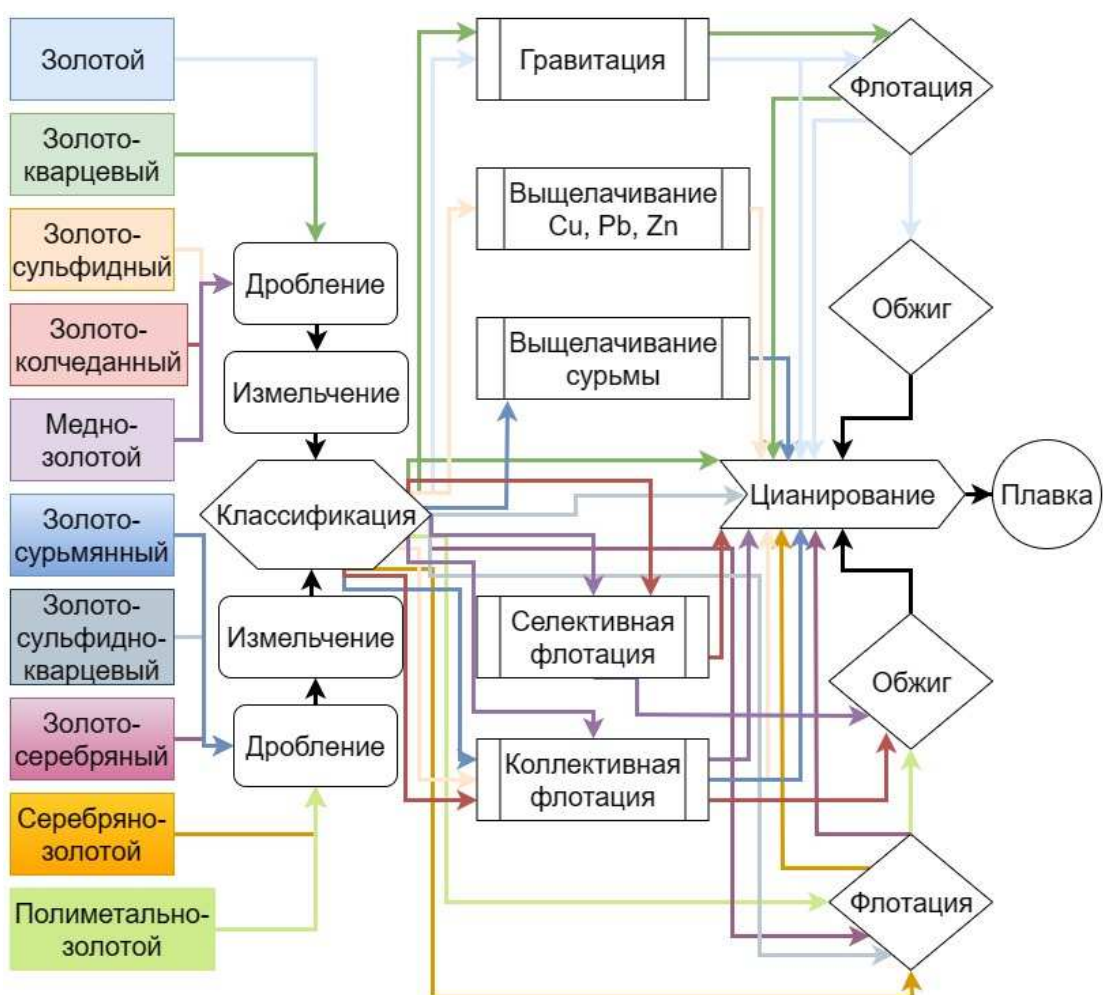 Золотой
Золото-
кварцевый
Золото-
сульфидный
Золото-
колчеданный
Медно-
золотой
Золото-
сурьмянный
Золото-
сульфидно-
кварцевый
Золото-
серебряный
Серебряно-
золотой
Полиметально-
золотой
Дробление
Измельчение
Классификация
Измельчение
Дробление
Гравитация
Выщелачивание
Cu, Pb, Zn
Выщелачивание
сурьмы
Селективная
флотация
Коллективная
флотация
Флотация
Обжиг
Цианирование
Плавка
Обжиг
Флотация